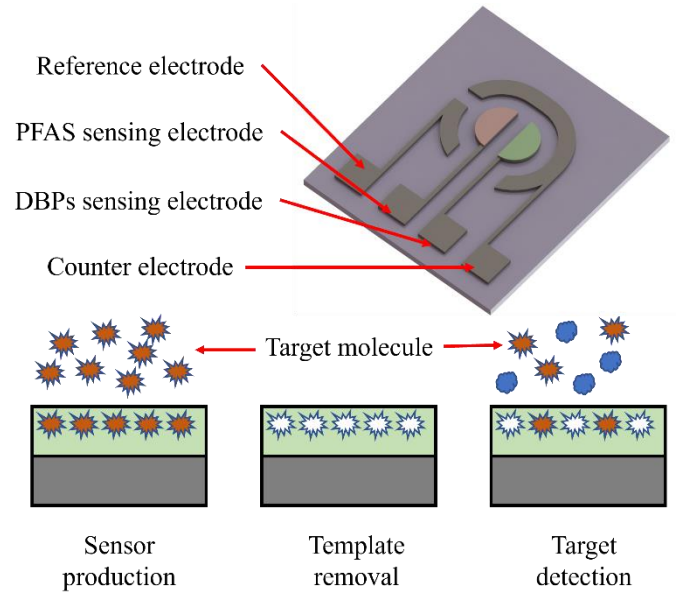 Reference electrode
PFAS sensing electrode
DBPs sensing electrode
Counter electrode
Target molecule
Sensor
production
Template
removal
Target
detection